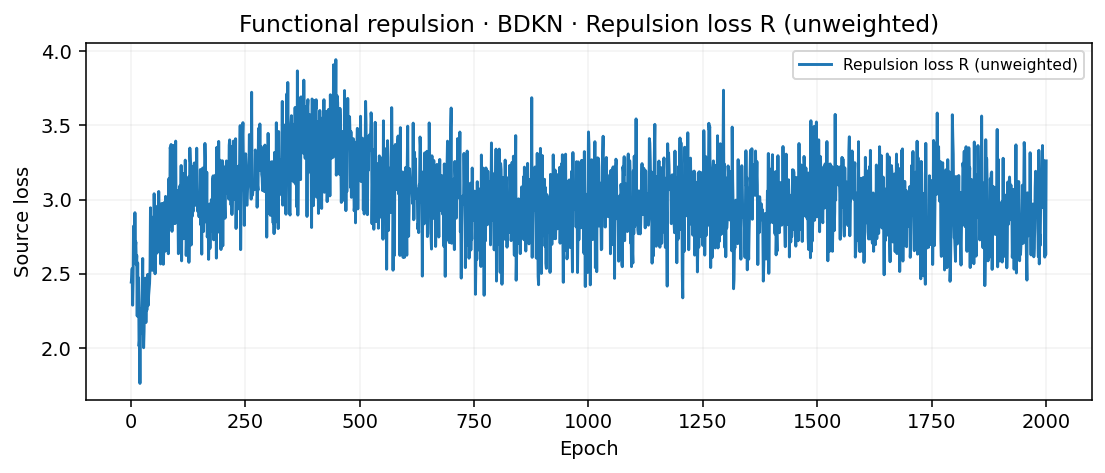 Functional repulsion · BDKN · Repulsion loss R (unweighted)
Repulsion loss R (unweighted)
Source loss
4.0
3.5
3.0
2.5
2.0
0 250 500 750 1000 1250 1500 1750 2000
Epoch